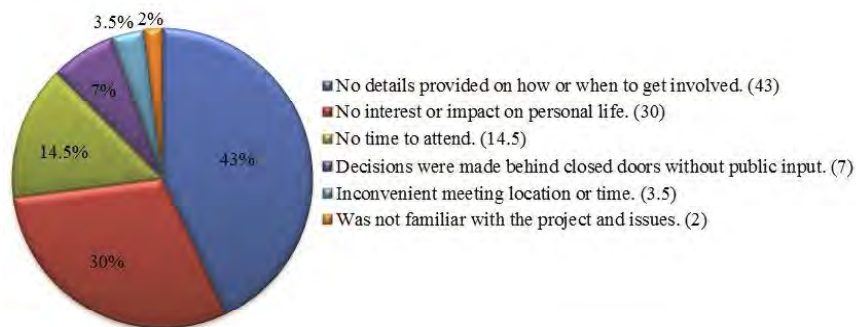 3.5%
2%
7%
14.5%
43%
30%
No details provided on how or when to get involved. (43)
No interest or impact on personal life. (30)
No time to attend. (14.5)
Decisions were made behind closed doors without public input. (7)
Inconvenient meeting location or time. (3.5)
Was not familiar with the project and issues. (2)